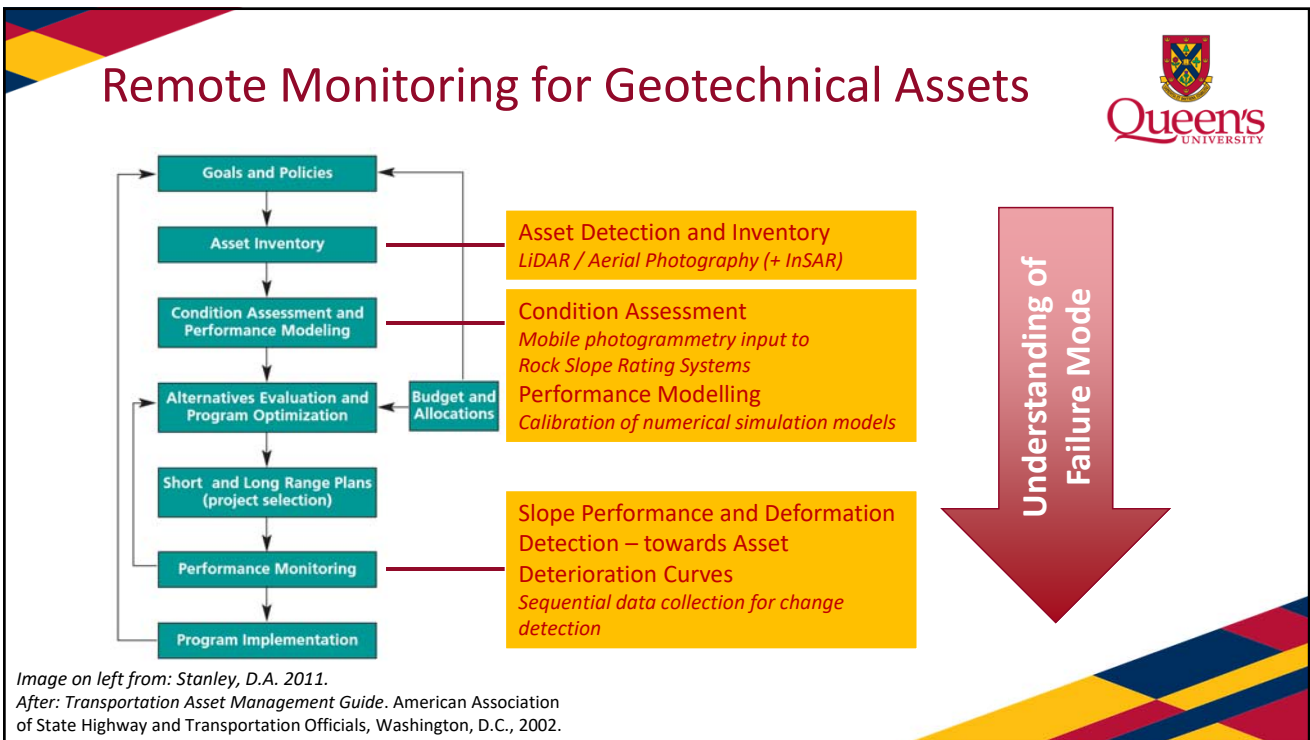 Remote Monitoring for Geotechnical Assets
Queen's
UNIVERSITY
Goals and Policies
Asset Inventory
Condition Assessment and
Performance Modeling
Alternatives Evaluation and
Program Optimization
Budget and
Allocations
Short and Long Range Plans
(project selection)
Performance Monitoring
Program Implementation
Asset Detection and Inventory
LiDAR / Aerial Photography (+ InSAR)
Condition Assessment
Mobile photogrammetry input to
Rock Slope Rating Systems
Performance Modelling
Calibration of numerical simulation models
Slope Performance and Deformation
Detection – towards Asset
Deterioration Curves
Sequential data collection for change
detection
Understanding of
Failure Mode
Image on left from: Stanley, D.A. 2011.
After: Transportation Asset Management Guide. American Association
of State Highway and Transportation Officials, Washington, D.C., 2002.